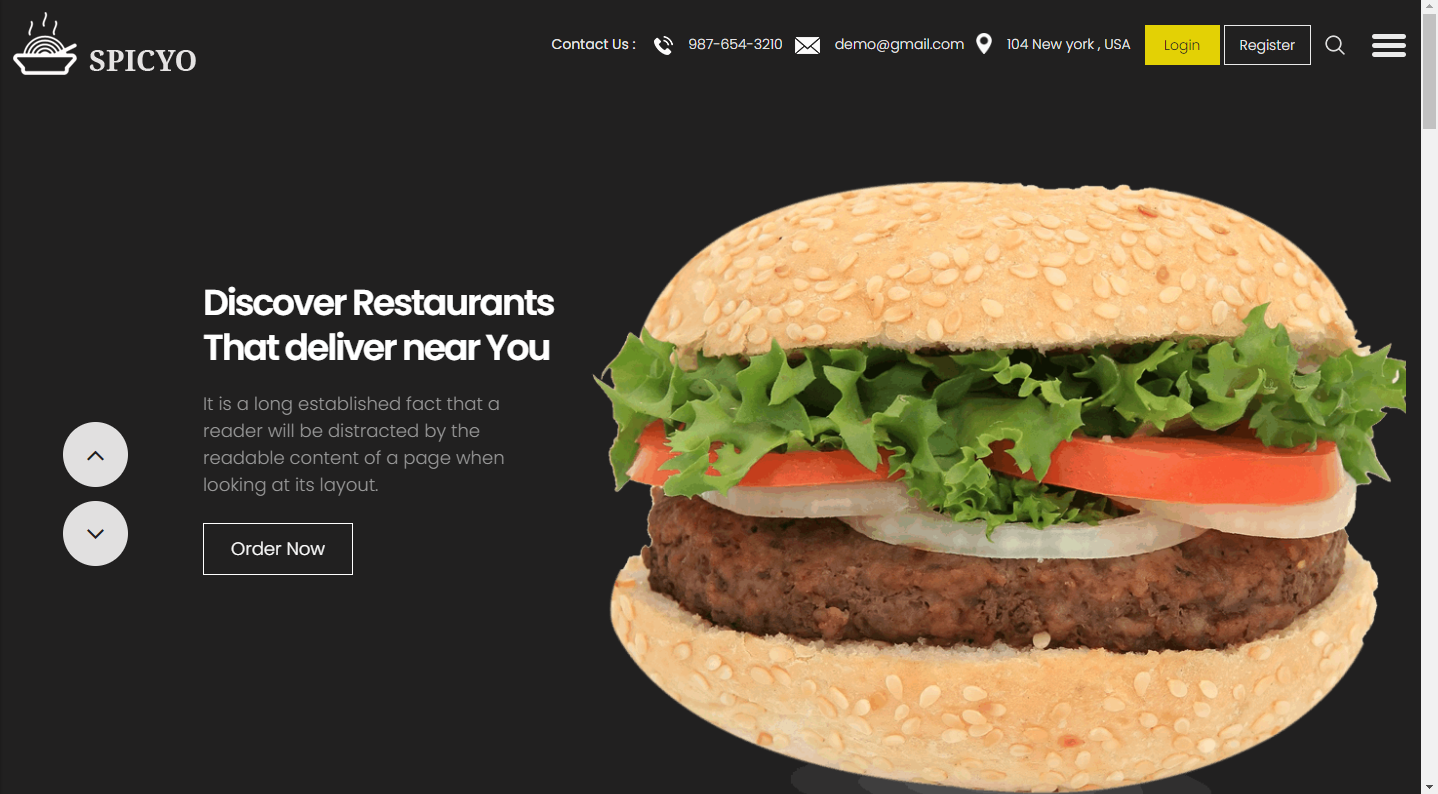 SPICYO
Contact Us : 987-654-3210 demo@gmail.com 104 New york , USA Login Register
Discover Restaurants
That deliver near You
It is a long established fact that a
reader will be distracted by the
readable content of a page when
looking at its layout.
Order Now